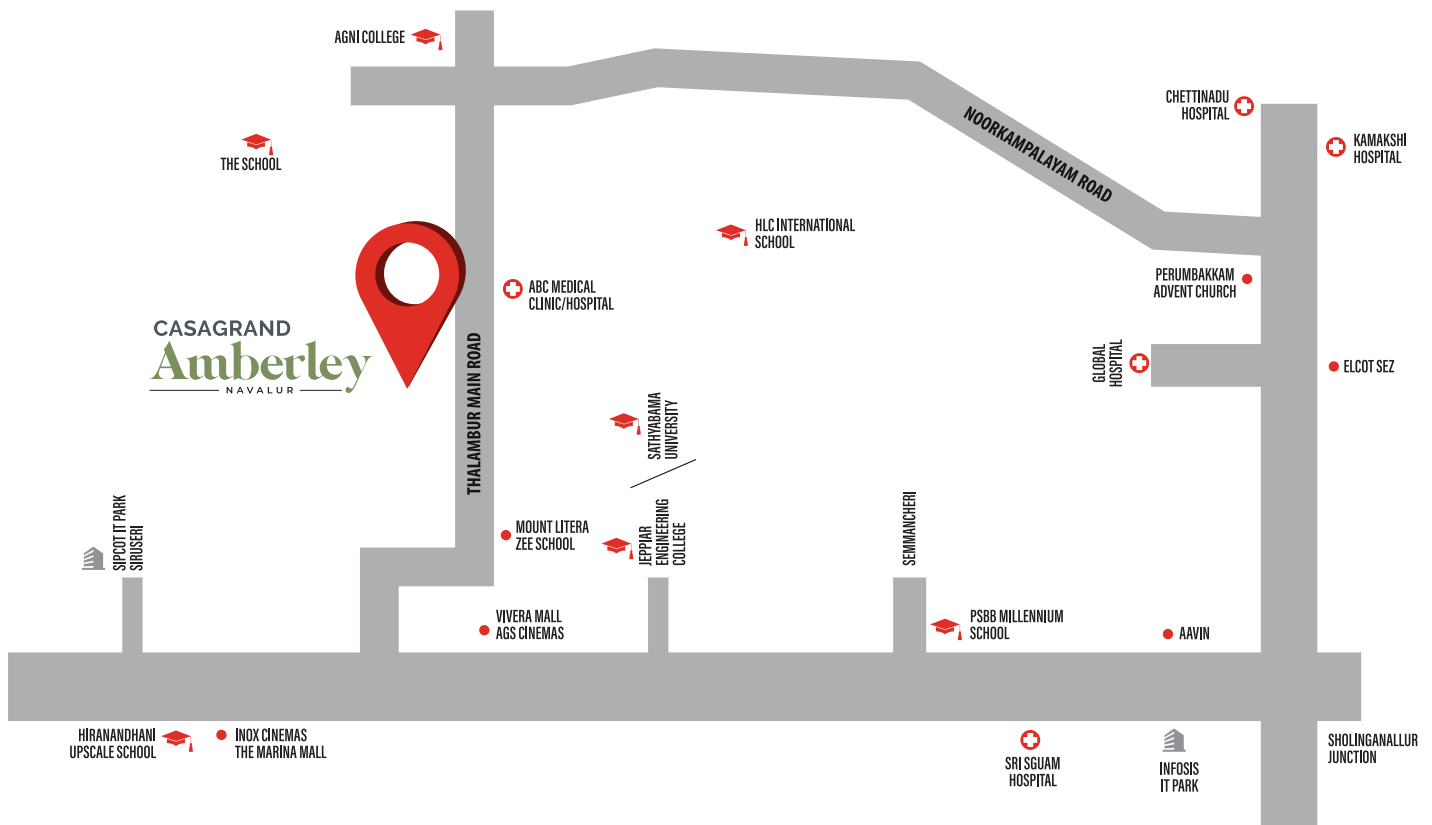 AGNI COLLEGE
CHETTINADU
HOSPITAL
KAMAKSHI
HOSPITAL
NOORKAMPALAYAM ROAD
THE SCHOOL
HLC INTERNATIONAL
SCHOOL
ABC MEDICAL
CLINIC/HOSPITAL
PERUMBAKKAM
ADVENT CHURCH
CASAGRAND
Amberley
NAVALUR
THALAMBUR MAIN ROAD
GLOBAL
HOSPITAL
ELCOT SEZ
SATHYABAMA
UNIVERSITY
SIPCOT IT PARK
SIRUSERI
MOUNT LITERA
ZEE SCHOOL
JEPPIAR
ENGINEERING
COLLEGE
SEMMANCHERI
VIVERA MALL
AGS CINEMAS
PSBB MILLENNIUM
SCHOOL
AAVIN
HIRANANDHANI
UPSCALE SCHOOL
INOX CINEMAS
THE MARINA MALL
SRI SGUAM
HOSPITAL
INFOSIS
IT PARK
SHOLINGANALLUR
JUNCTION